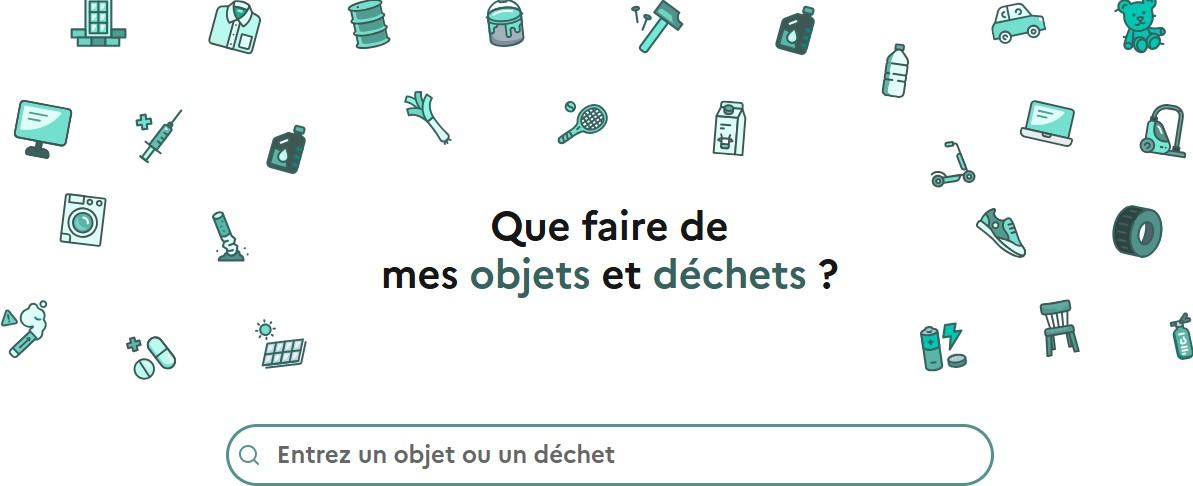 Que faire de
mes objets et déchets ?
Entrez un objet ou un déchet